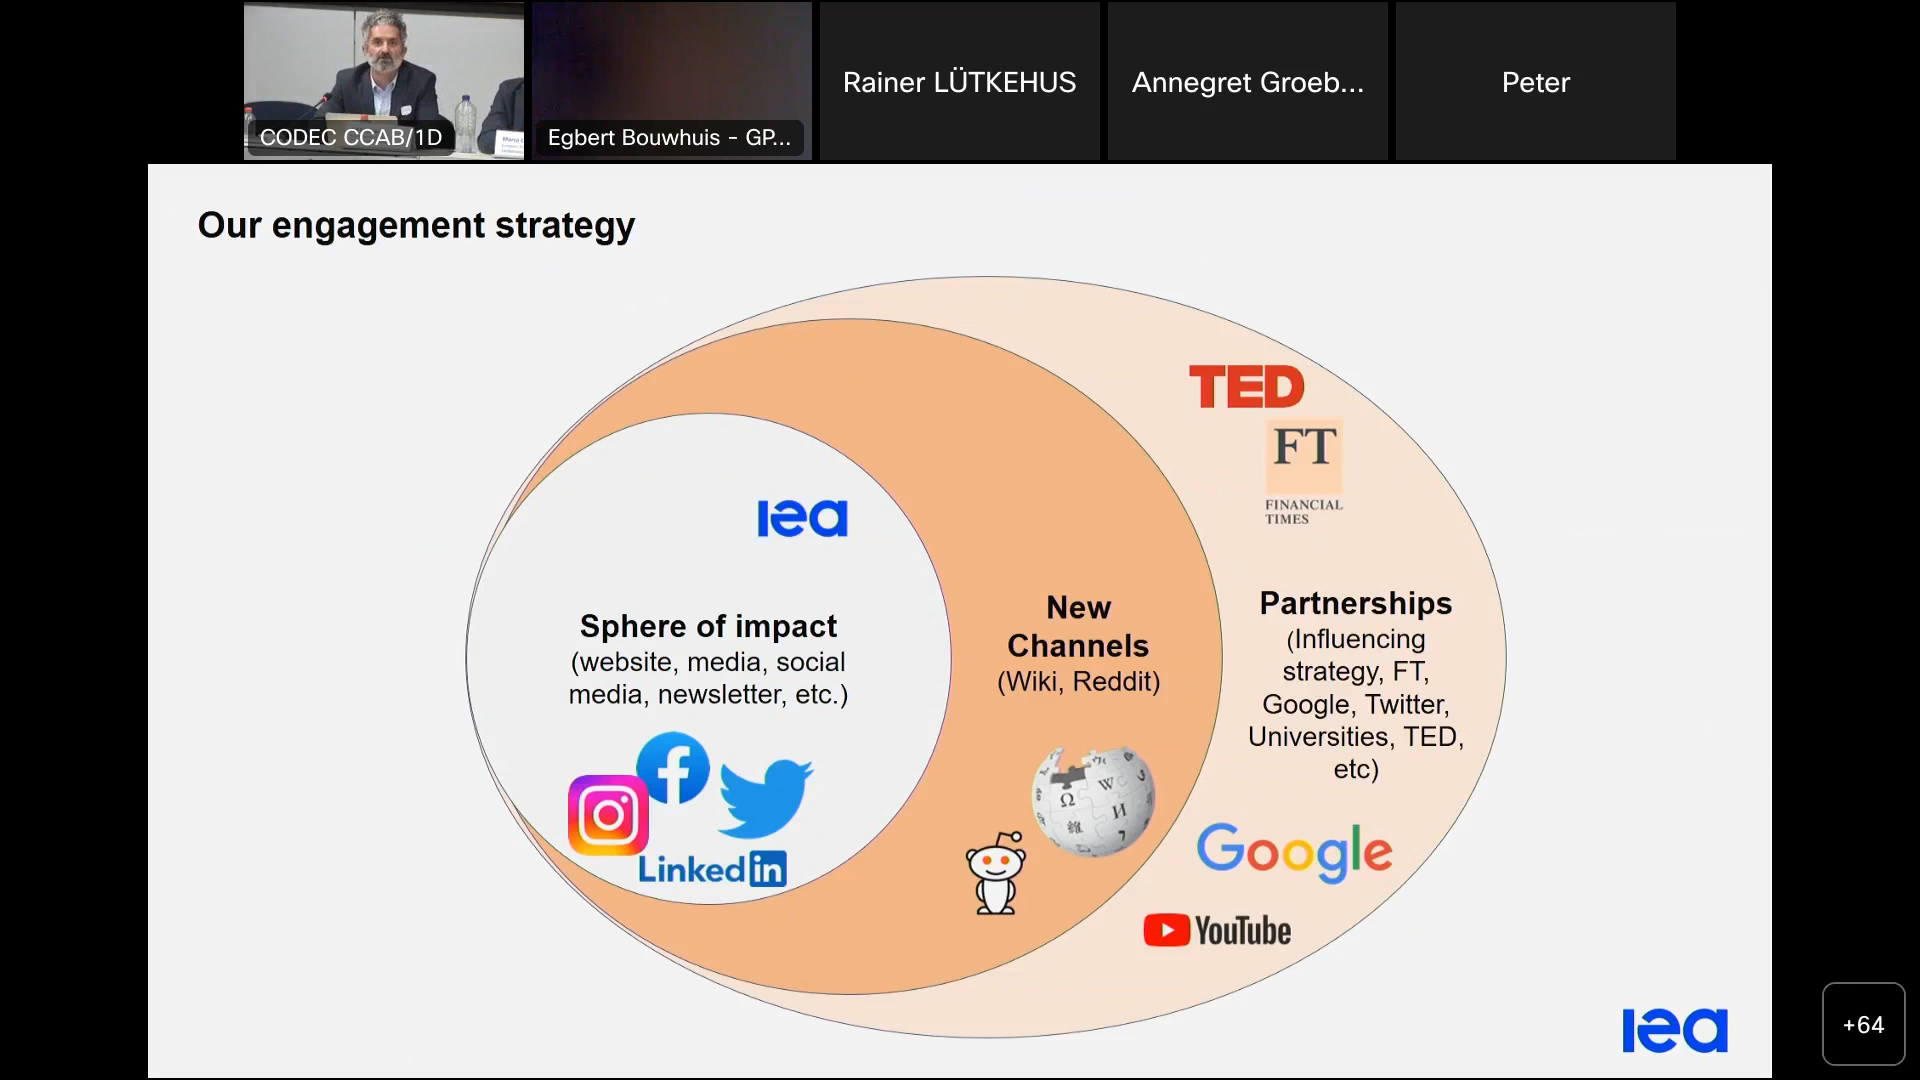 CODEC CCAB/1D
Egbert Bouwhuis - GP...
Rainer LÜTKEHUS
Annegret Groeb...
Peter
Our engagement strategy
TED
FT
FINANCIAL
TIMES
iea
Sphere of impact
(website, media, social
media, newsletter, etc.)
New
Channels
(Wiki, Reddit)
Partnerships
(Influencing
strategy, FT,
Google, Twitter,
Universities, TED,
etc)
LinkedIn
Google
YouTube
iea
+64